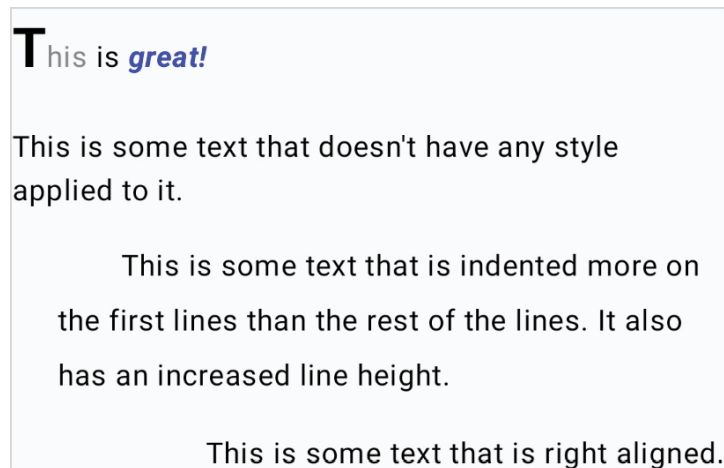 This is great!
This is some text that doesn't have any style
applied to it.
This is some text that is indented more on
the first lines than the rest of the lines. It also
has an increased line height.
This is some text that is right aligned.